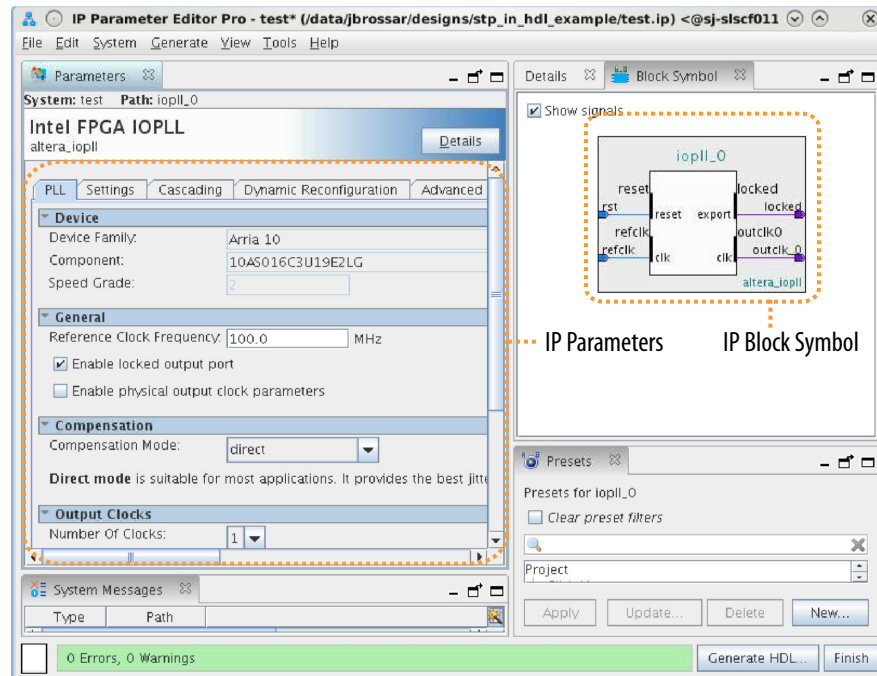 IP Parameter Editor Pro - test* (/data/jbrossar/designs/stp_in_hdl_example/test.ip) <@sj-slscf011
File Edit System Generate View Tools Help
Parameters
System: test Path: iopll_0
Intel FPGA IOPLL
altera_iopll
Details
PLL Settings Cascading Dynamic Reconfiguration Advanced
Device
Device Family: Arria 10
Component: 10AS016C3U19E2LG
Speed Grade: 2
General
Reference Clock Frequency: 100.0 MHz
Enable locked output port
Enable physical output clock parameters
Compensation
Compensation Mode: direct
Direct mode is suitable for most applications. It provides the best jitte
Output Clocks
Number Of Clocks: 1
System Messages
Type Path
0 Errors, 0 Warnings
Details Block Symbol
Show signals
iopll_0
reset locked
rst locked
reset export
refclk outclk0
refclk outclk_0
clk clk
altera_iopll
IP Parameters IP Block Symbol
Presets
Presets for iopll_0
Clear preset filters
Project
Apply Update... Delete New...
Generate HDL... Finish